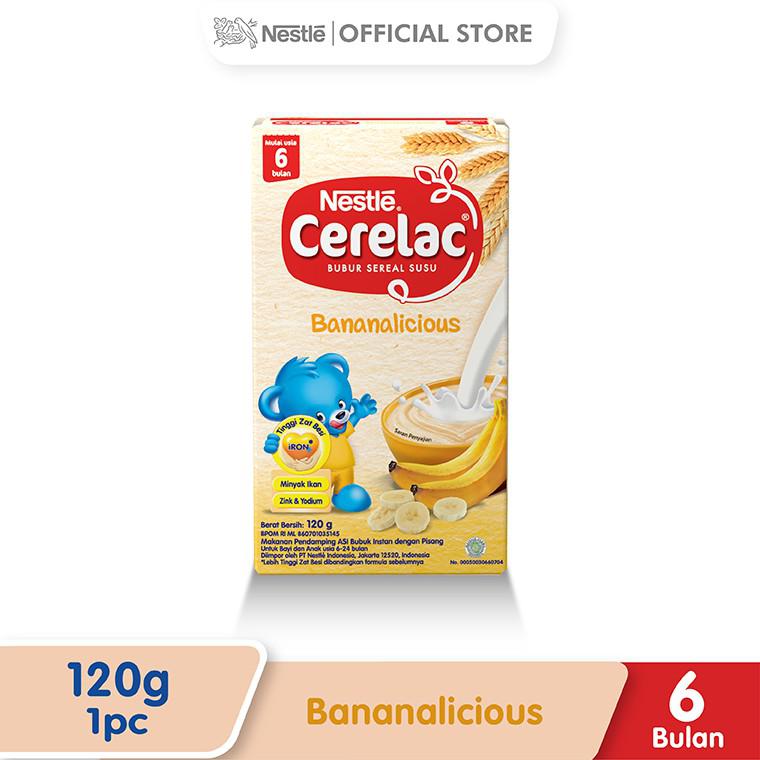 Nestlé | OFFICIAL STORE
Mulai usia
6
bulan
Nestlé®
Cerelac®
BUBUR SEREAL SUSU
Bananalicious
Tinggi Zat Besi
iRON+
Minyak Ikan
Zink & Yodium
Saran Penyajian
Berat Bersih: 120 g
BPOM RI ML 860701035145
Makanan Pendamping ASI Bubuk Instan dengan Pisang
Untuk Bayi dan Anak usia 6-24 bulan
Diimpor oleh PT Nestlé Indonesia, Jakarta 12520, Indonesia
*Lebih Tinggi Zat Besi dibandingkan formula sebelumnya
No. 00050030660704
120g
1pc
Bananalicious
6
Bulan